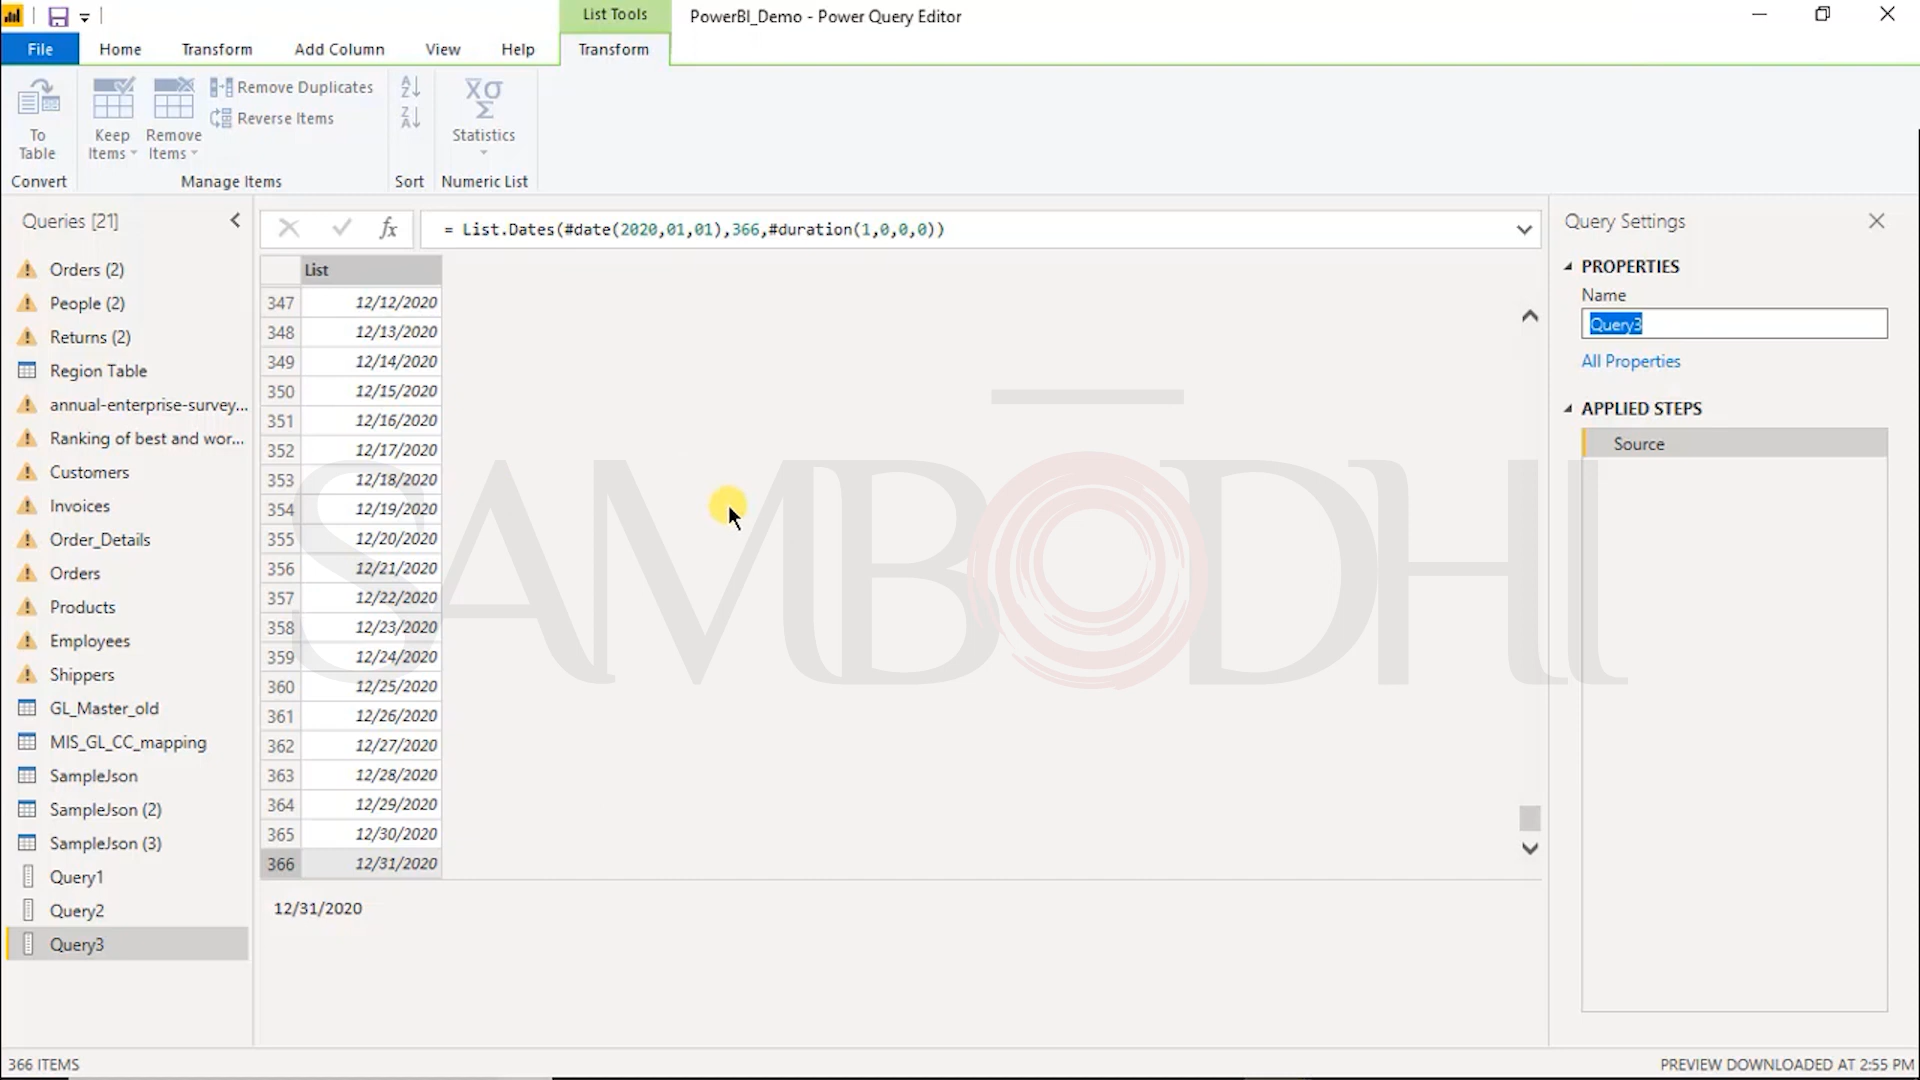 List Tools
PowerBI_Demo - Power Query Editor
File
Home
Transform
Add Column
View
Help
Transform
To
Table
Keep
Items
Remove
Items
Remove Duplicates
Reverse Items
Statistics
Convert
Manage Items
Sort
Numeric List
Queries [21]
fx
= List.Dates(#date(2020,01,01),366,#duration(1,0,0,0))
Query Settings
Orders (2)
People (2)
Returns (2)
Region Table
annual-enterprise-survey...
Ranking of best and wor...
Customers
Invoices
Order_Details
Orders
Products
Employees
Shippers
GL_Master_old
MIS_GL_CC_mapping
SampleJson
SampleJson (2)
SampleJson (3)
Query1
Query2
Query3
List
347 12/12/2020
348 12/13/2020
349 12/14/2020
350 12/15/2020
351 12/16/2020
352 12/17/2020
353 12/18/2020
354 12/19/2020
355 12/20/2020
356 12/21/2020
357 12/22/2020
358 12/23/2020
359 12/24/2020
360 12/25/2020
361 12/26/2020
362 12/27/2020
363 12/28/2020
364 12/29/2020
365 12/30/2020
366 12/31/2020
12/31/2020
SAMBODHI
PROPERTIES
Name
Query3
All Properties
APPLIED STEPS
Source
366 ITEMS
PREVIEW DOWNLOADED AT 2:55 PM